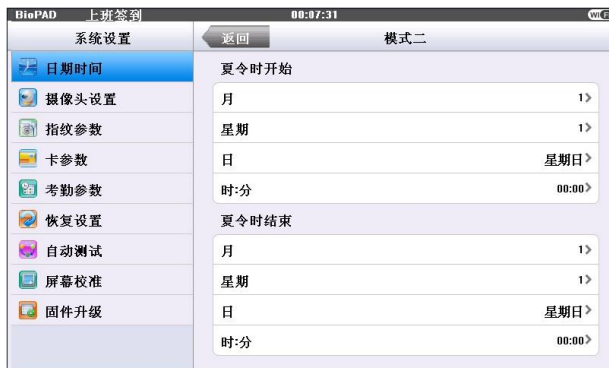 BioPAD 上班签到 00:07:31
系统设置
返回 模式二
日期时间
摄像头设置
指纹参数
卡参数
考勤参数
恢复设置
自动测试
屏幕校准
固件升级
夏令时开始
月 1>
星期 1>
日 星期日>
时:分 00:00>
夏令时结束
月 1>
星期 1>
日 星期日>
时:分 00:00>